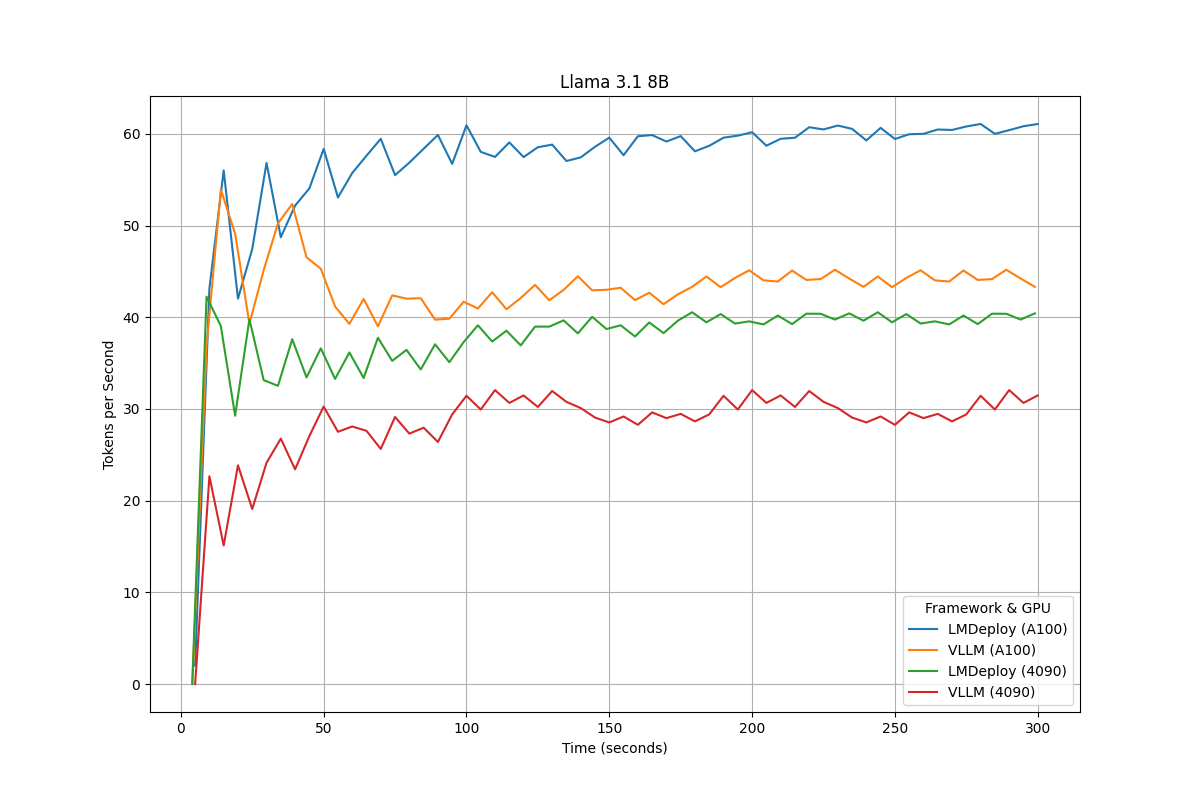 Llama 3.1 8B
Tokens per Second
60
50
40
30
20
10
0
0 50 100 150 200 250 300
Time (seconds)
Framework & GPU
LMDeploy (A100)
VLLM (A100)
LMDeploy (4090)
VLLM (4090)